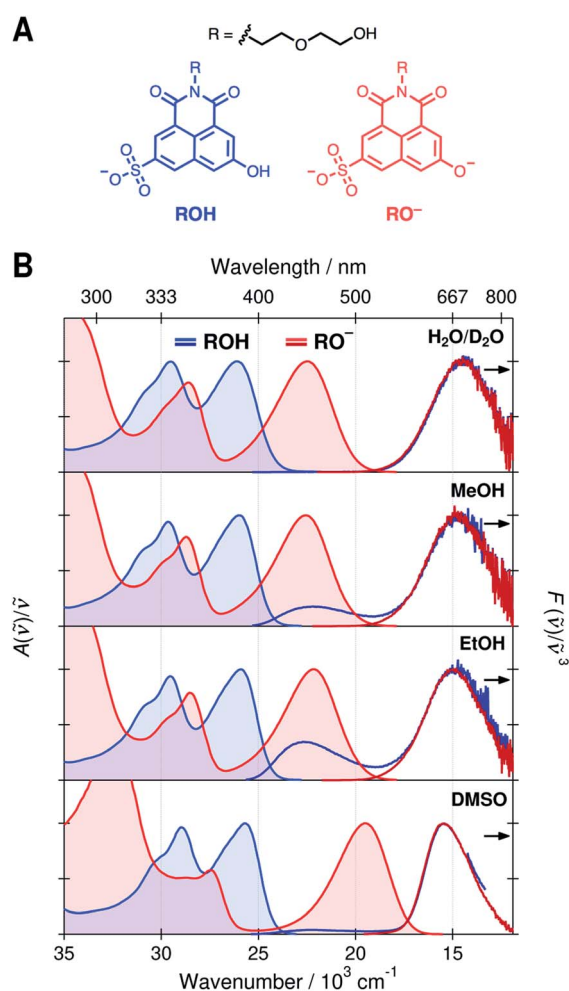 A
R =
O
OH
R
O
N
O
O
O
S
⁻O
OH
ROH
R
O
N
O
O
O
S
⁻O
O⁻
RO⁻
B
Wavelength / nm
300 333 400 500 667 800
ROH RO⁻
H₂O/D₂O
MeOH
EtOH
DMSO
A(ν̃)/ν̃
F(ν̃)/ν̃³
35 30 25 20 15
Wavenumber / 10³ cm⁻¹